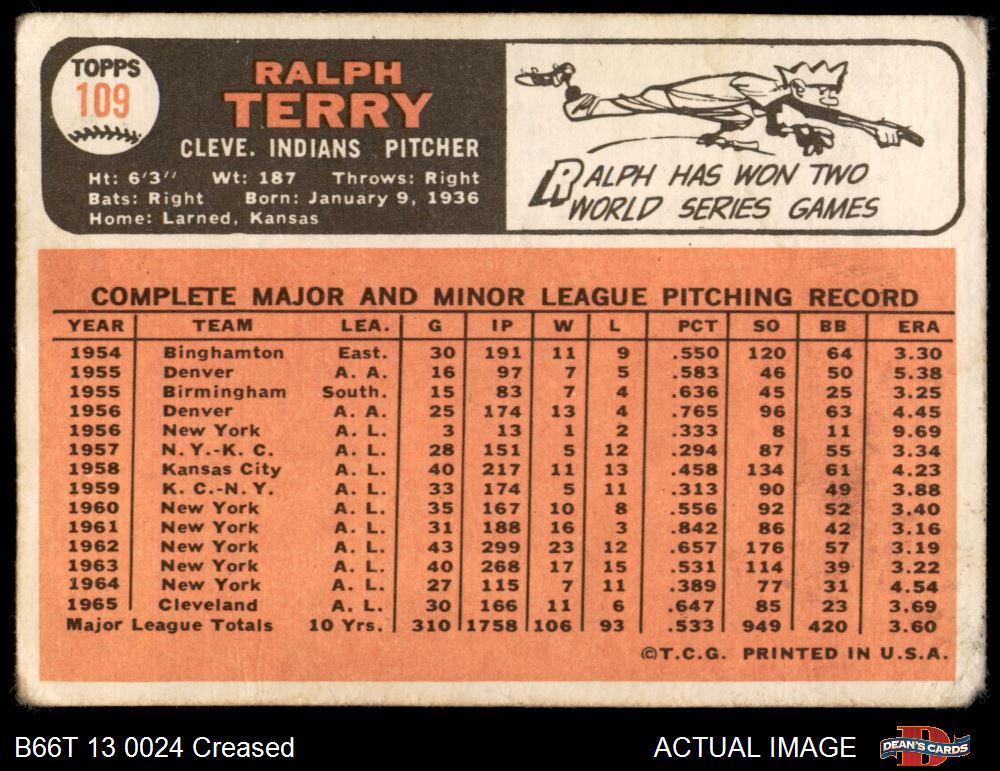 TOPPS
109
RALPH
TERRY
CLEVE. INDIANS PITCHER
Ht: 6'3'' Wt: 187 Throws: Right
Bats: Right Born: January 9, 1936
Home: Larned, Kansas
RALPH HAS WON TWO
WORLD SERIES GAMES
COMPLETE MAJOR AND MINOR LEAGUE PITCHING RECORD
YEAR TEAM LEA. G IP W L PCT SO BB ERA
1954 Binghamton East. 30 191 11 9 .550 120 64 3.30
1955 Denver A. A. 16 97 7 5 .583 46 50 5.38
1955 Birmingham South. 15 83 7 4 .636 45 25 3.25
1956 Denver A. A. 25 174 13 4 .765 96 63 4.45
1956 New York A. L. 3 13 1 2 .333 8 11 9.69
1957 N. Y.-K. C. A. L. 28 151 5 12 .294 87 55 3.34
1958 Kansas City A. L. 40 217 11 13 .458 134 61 4.23
1959 K. C.-N. Y. A. L. 33 174 5 11 .313 90 49 3.88
1960 New York A. L. 35 167 10 8 .556 92 52 3.40
1961 New York A. L. 31 188 16 3 .842 86 42 3.16
1962 New York A. L. 43 299 23 12 .657 176 57 3.19
1963 New York A. L. 40 268 17 15 .531 114 39 3.22
1964 New York A. L. 27 115 7 11 .389 77 31 4.54
1965 Cleveland A. L. 30 166 11 6 .647 85 23 3.69
Major League Totals 10 Yrs. 310 1758 106 93 .533 949 420 3.60
©T.C.G. PRINTED IN U.S.A.
B66T 13 0024 Creased
ACTUAL IMAGE
DEAN'S CARDS